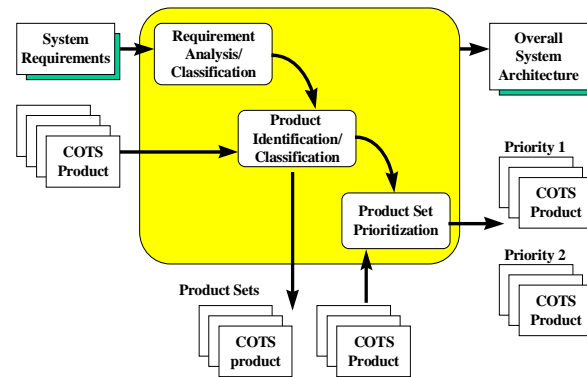 System
Requirements
Requirement
Analysis/
Classification
Overall
System
Architecture
COTS
Product
Product
Identification/
Classification
Priority 1
COTS
Product
Product Set
Prioritization
Priority 2
COTS
Product
Product Sets
COTS
product
COTS
Product